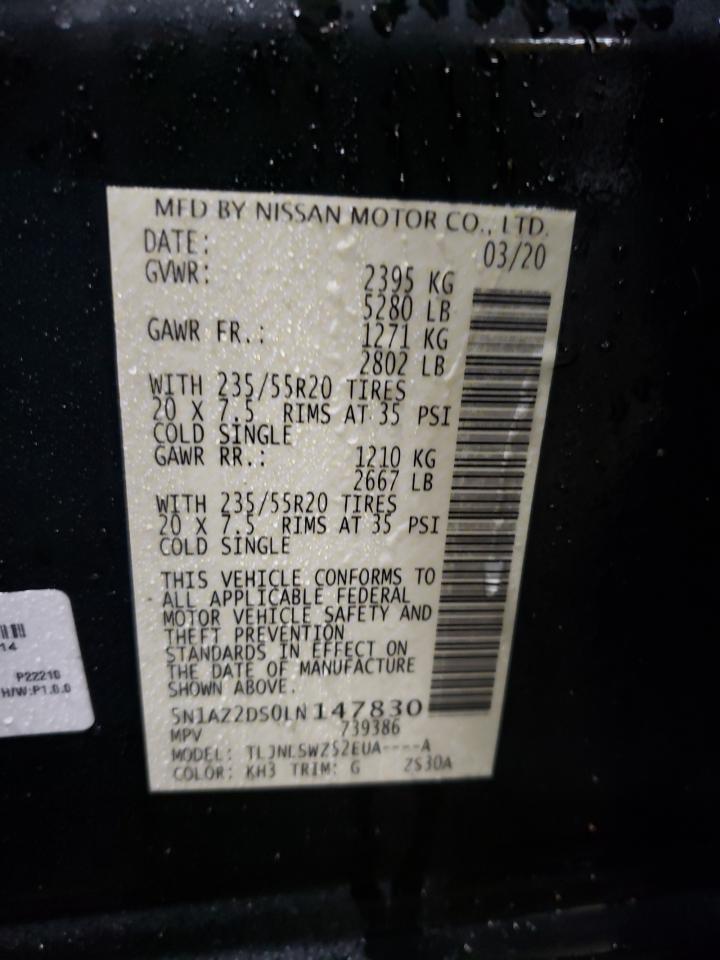 MFD BY NISSAN MOTOR CO., LTD.
DATE: 03/20
GVWR: 2395 KG
5280 LB
GAWR FR.: 1271 KG
2802 LB
WITH 235/55R20 TIRES
20 X 7.5 RIMS AT 35 PSI
COLD SINGLE
GAWR RR.: 1210 KG
2667 LB
WITH 235/55R20 TIRES
20 X 7.5 RIMS AT 35 PSI
COLD SINGLE
THIS VEHICLE CONFORMS TO
ALL APPLICABLE FEDERAL
MOTOR VEHICLE SAFETY AND
THEFT PREVENTION
STANDARDS IN EFFECT ON
THE DATE OF MANUFACTURE
SHOWN ABOVE.
5N1AZ2DS0LN147830
MPV 739386
MODEL: TLJNLSWZS2EUA----A
COLOR: KH3 TRIM: G ZS30A
14
P22210
H/W:P1.0.0